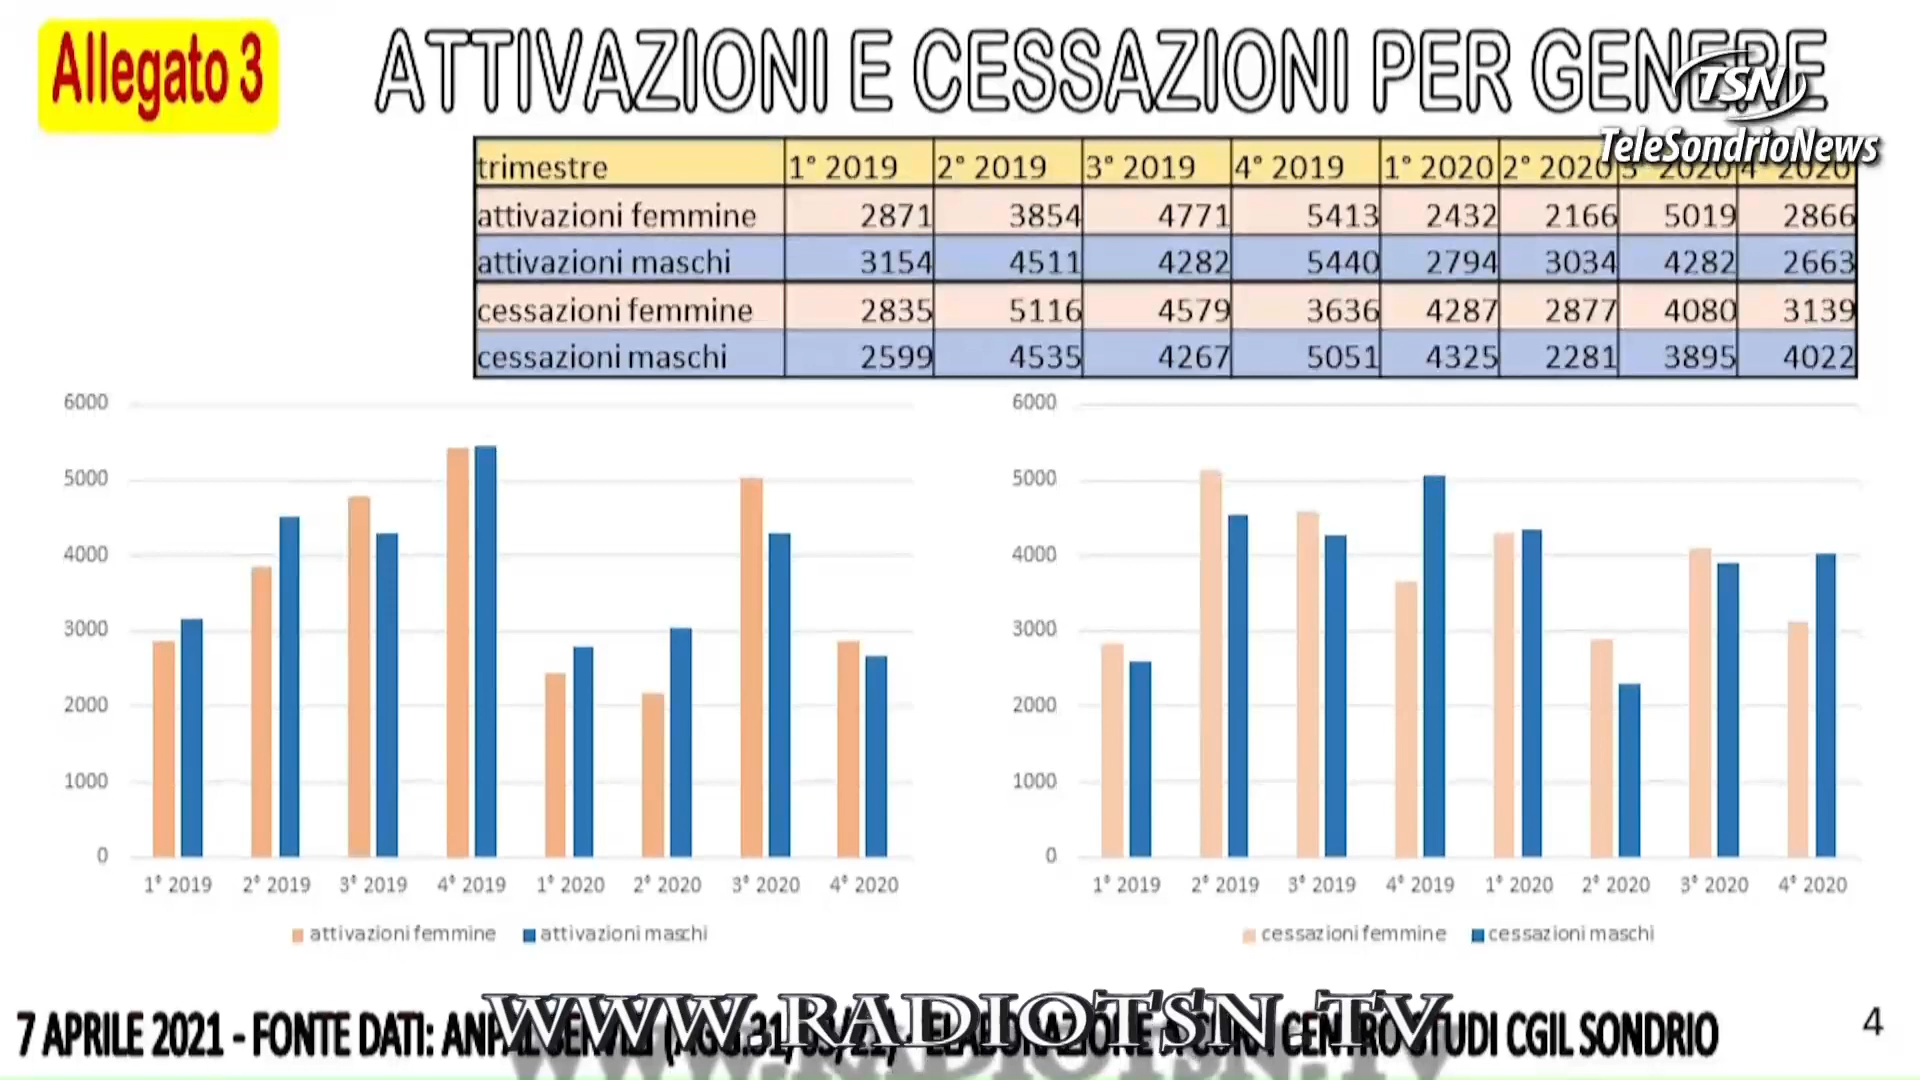 Allegato 3
ATTIVAZIONI E CESSAZIONI PER GENERE
TSN
TeleSondrioNews
trimestre 1° 2019 2° 2019 3° 2019 4° 2019 1° 2020 2° 2020 3° 2020 4° 2020
attivazioni femmine 2871 3854 4771 5413 2432 2166 5019 2866
attivazioni maschi 3154 4511 4282 5440 2794 3034 4282 2663
cessazioni femmine 2835 5116 4579 3636 4287 2877 4080 3139
cessazioni maschi 2599 4535 4267 5051 4325 2281 3895 4022
6000
5000
4000
3000
2000
1000
0
1° 2019 2° 2019 3° 2019 4° 2019 1° 2020 2° 2020 3° 2020 4° 2020
attivazioni femmine attivazioni maschi
6000
5000
4000
3000
2000
1000
0
1° 2019 2° 2019 3° 2019 4° 2019 1° 2020 2° 2020 3° 2020 4° 2020
cessazioni femmine cessazioni maschi
WWW.RADIOTSN.TV
7 APRILE 2021 - FONTE DATI: ANPAL SERVIZI CENTRO STUDI CGIL SONDRIO
4